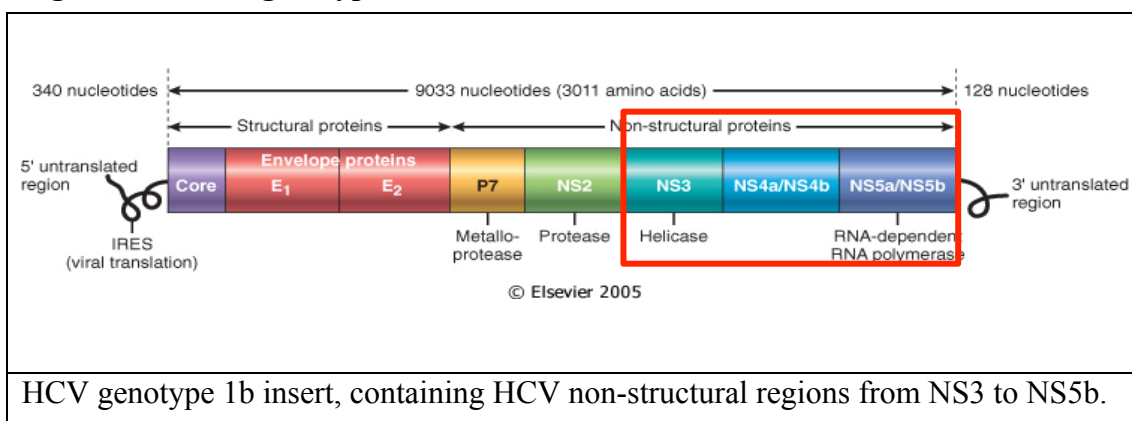 340 nucleotides
9033 nucleotides (3011 amino acids)
128 nucleotides
Structural proteins
Non-structural proteins
5' untranslated
region
Envelope proteins
Core
E1
E2
P7
NS2
NS3
NS4a/NS4b
NS5a/NS5b
3' untranslated
region
IRES
(viral translation)
Metallo-
protease
Protease
Helicase
RNA-dependent
RNA polymerase
© Elsevier 2005
HCV genotype 1b insert, containing HCV non-structural regions from NS3 to NS5b.